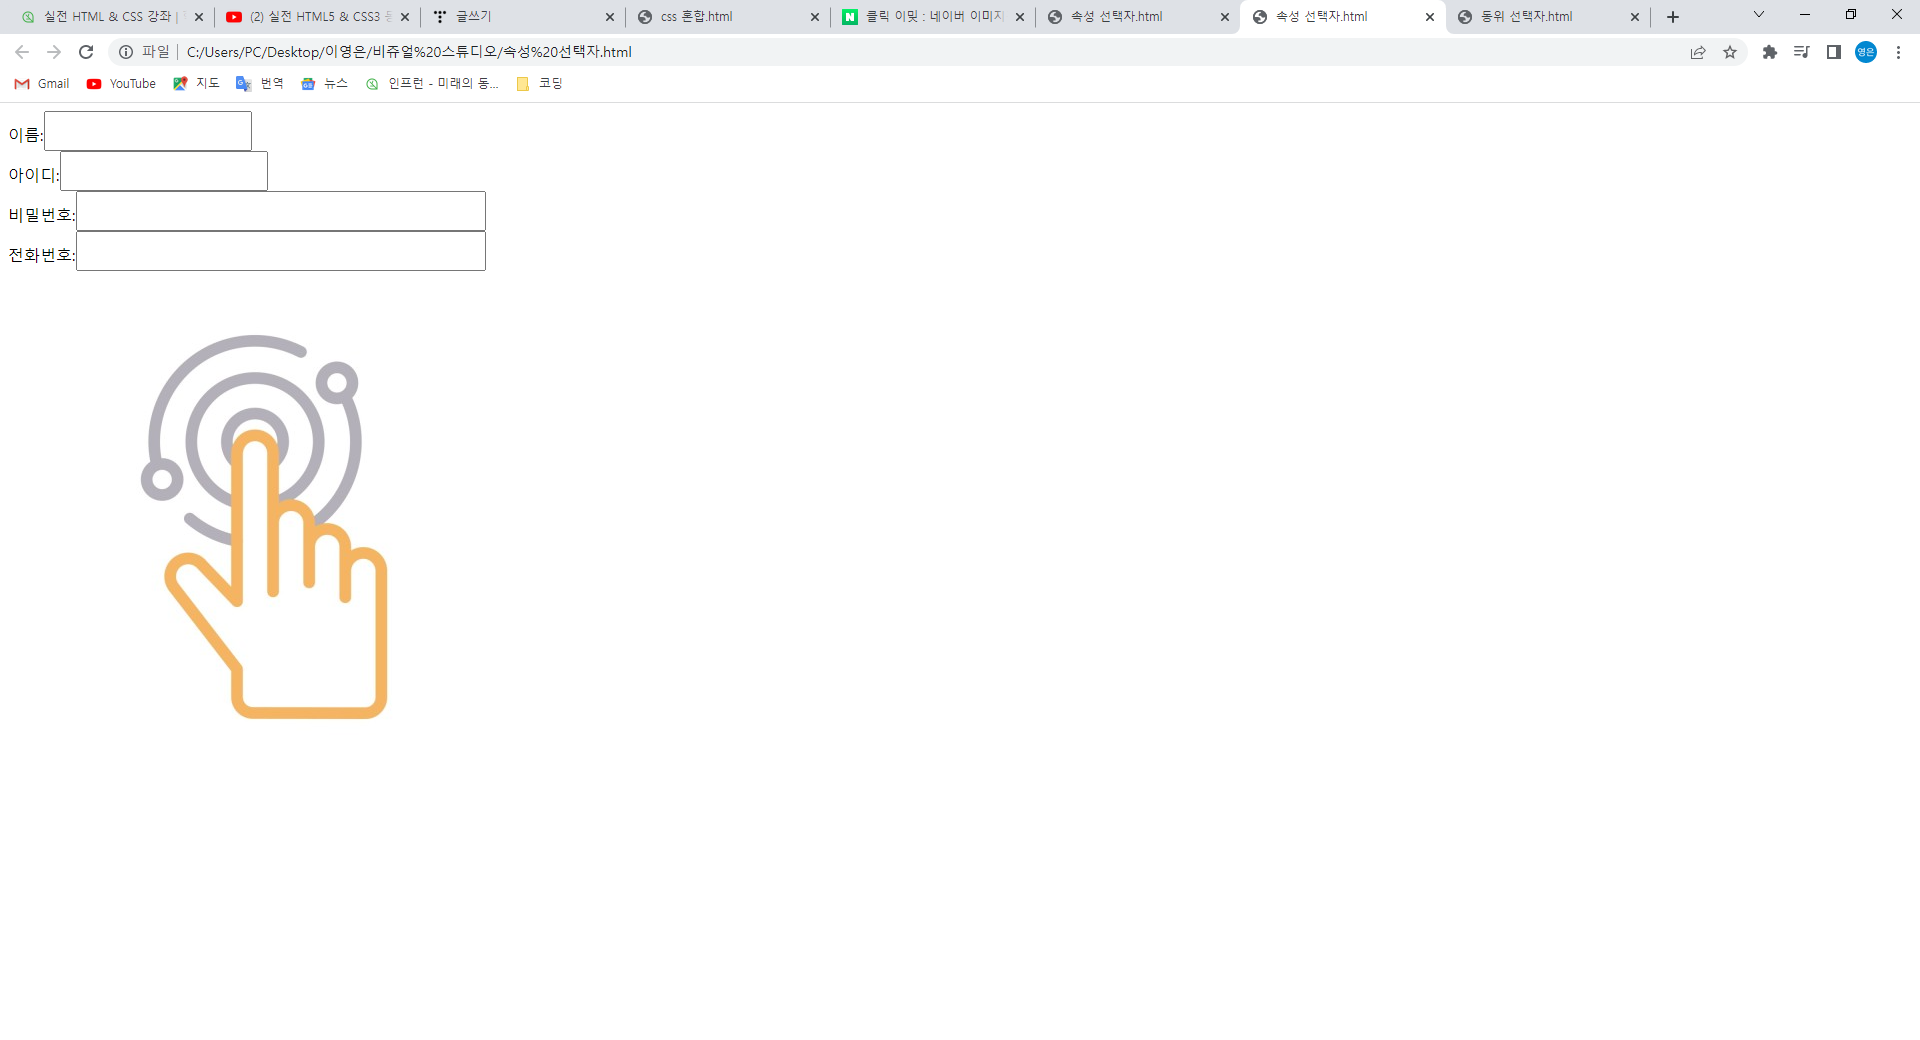 실전 HTML & CSS 강좌 |
(2) 실전 HTML5 & CSS3
글쓰기
css 혼합.html
클릭 이밎 : 네이버 이미지
속성 선택자.html
속성 선택자.html
동위 선택자.html
파일 | C:/Users/PC/Desktop/이영은/비쥬얼%20스튜디오/속성%20선택자.html
영은
Gmail
YouTube
지도
번역
뉴스
인프런 - 미래의 동...
코딩
이름:
아이디:
비밀번호:
전화번호: